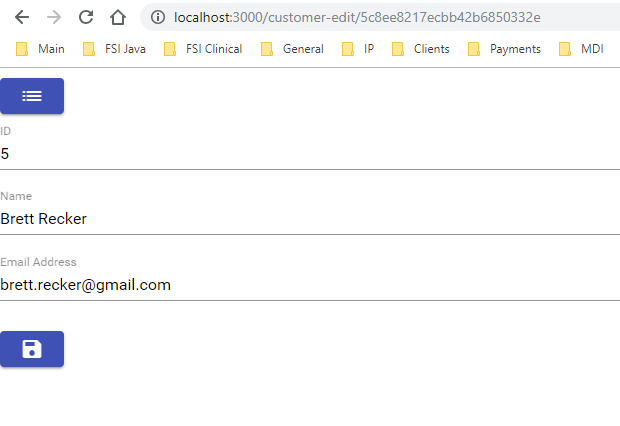 localhost:3000/customer-edit/5c8ee8217ecbb42b6850332e
Main FSI Java FSI Clinical General IP Clients Payments MDI
ID
5
Name
Brett Recker
Email Address
brett.recker@gmail.com